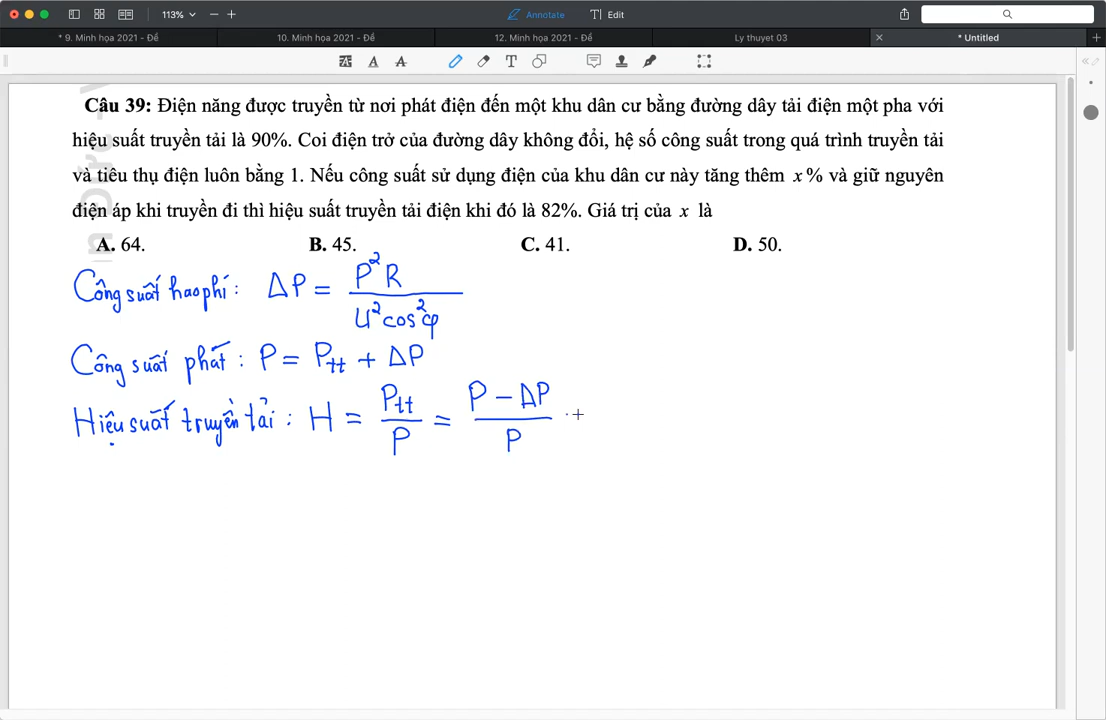 113%
Annotate
Edit
* 9. Minh họa 2021 - Đề
10. Minh họa 2021 - Đề
12. Minh họa 2021 - Đề
Ly thuyet 03
* Untitled
Câu 39: Điện năng được truyền từ nơi phát điện đến một khu dân cư bằng đường dây tải điện một pha với
hiệu suất truyền tải là 90%. Coi điện trở của đường dây không đổi, hệ số công suất trong quá trình truyền tải
và tiêu thụ điện luôn bằng 1. Nếu công suất sử dụng điện của khu dân cư này tăng thêm x% và giữ nguyên
điện áp khi truyền đi thì hiệu suất truyền tải điện khi đó là 82%. Giá trị của x là
A. 64. B. 45. C. 41. D. 50.
Công suất hao phí : ΔP = P²R / U²cos²φ
Công suất phát : P = Ptt + ΔP
Hiệu suất truyền tải : H = Ptt / P = P − ΔP / P